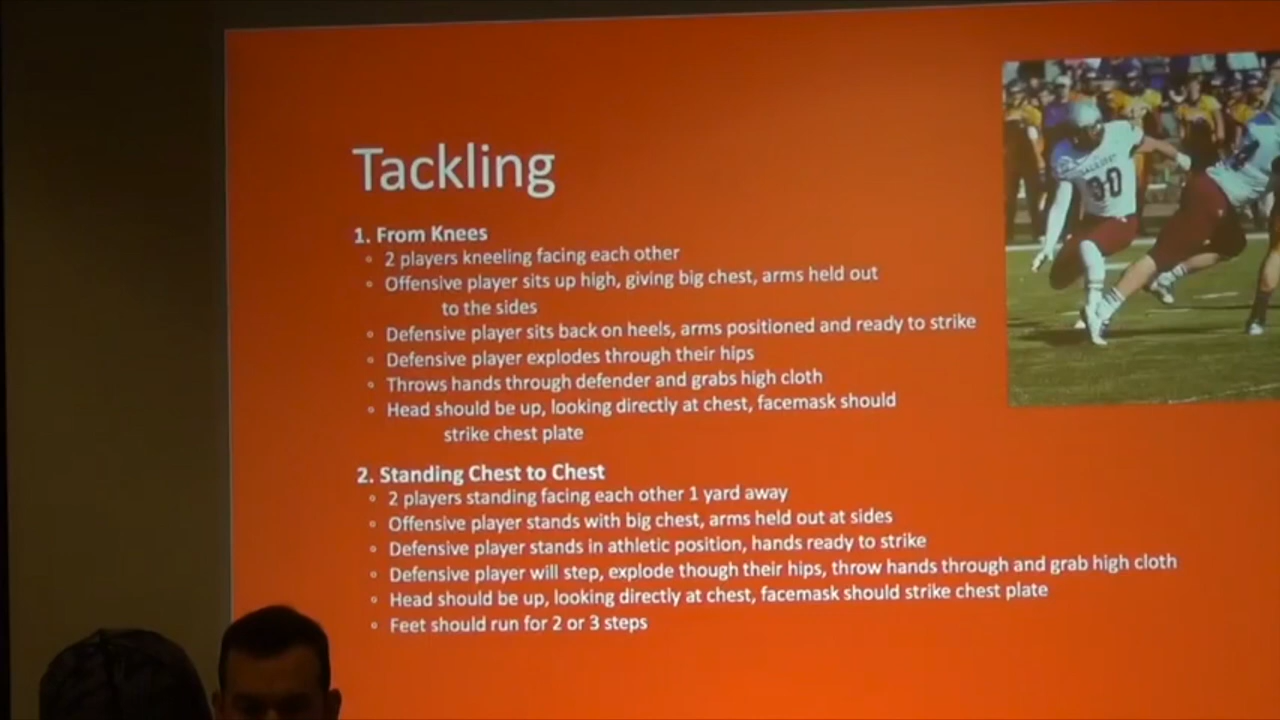 Tackling
1. From Knees
◦ 2 players kneeling facing each other
◦ Offensive player sits up high, giving big chest, arms held out
to the sides
◦ Defensive player sits back on heels, arms positioned and ready to strike
◦ Defensive player explodes through their hips
◦ Throws hands through defender and grabs high cloth
◦ Head should be up, looking directly at chest, facemask should
strike chest plate
2. Standing Chest to Chest
◦ 2 players standing facing each other 1 yard away
◦ Offensive player stands with big chest, arms held out at sides
◦ Defensive player stands in athletic position, hands ready to strike
◦ Defensive player will step, explode though their hips, throw hands through and grab high cloth
◦ Head should be up, looking directly at chest, facemask should strike chest plate
◦ Feet should run for 2 or 3 steps